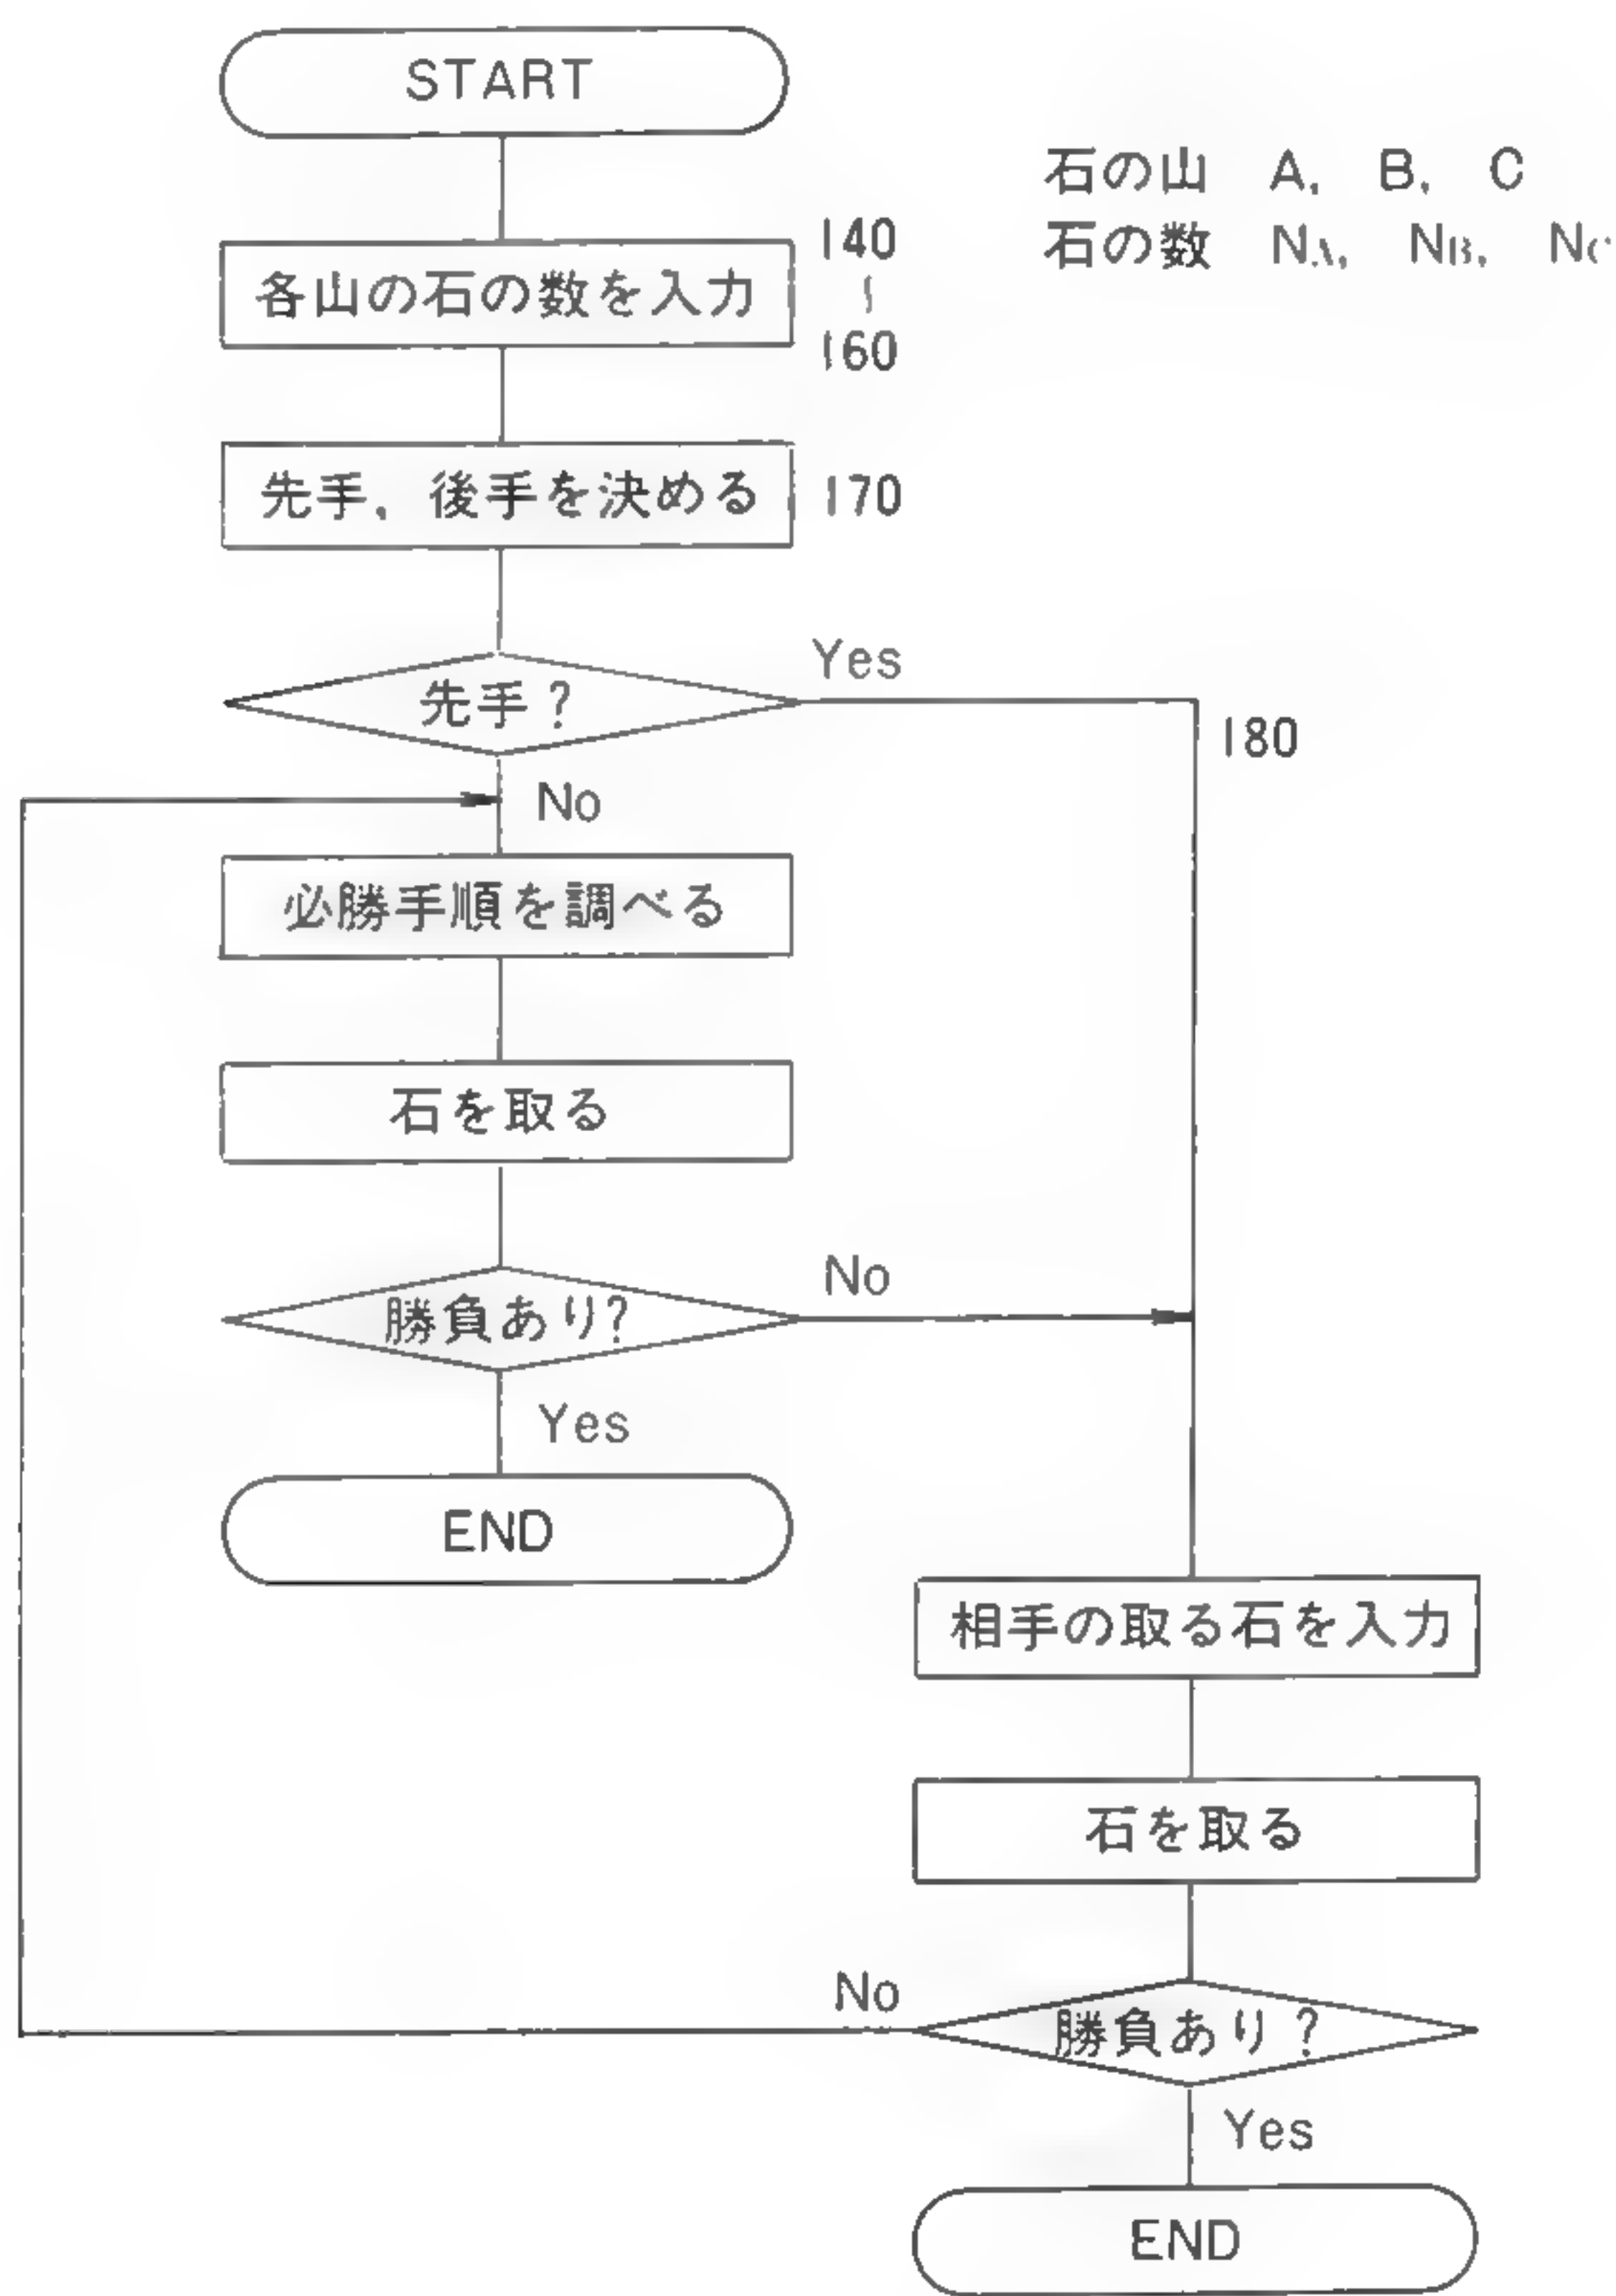 START
石の山 A, B, C
石の数 NA, NB, NC
各山の石の数を入力
140
~
160
先手, 後手を決める
170
先手?
Yes
180
No
必勝手順を調べる
石を取る
勝負あり?
No
Yes
END
相手の取る石を入力
石を取る
勝負あり?
No
Yes
END